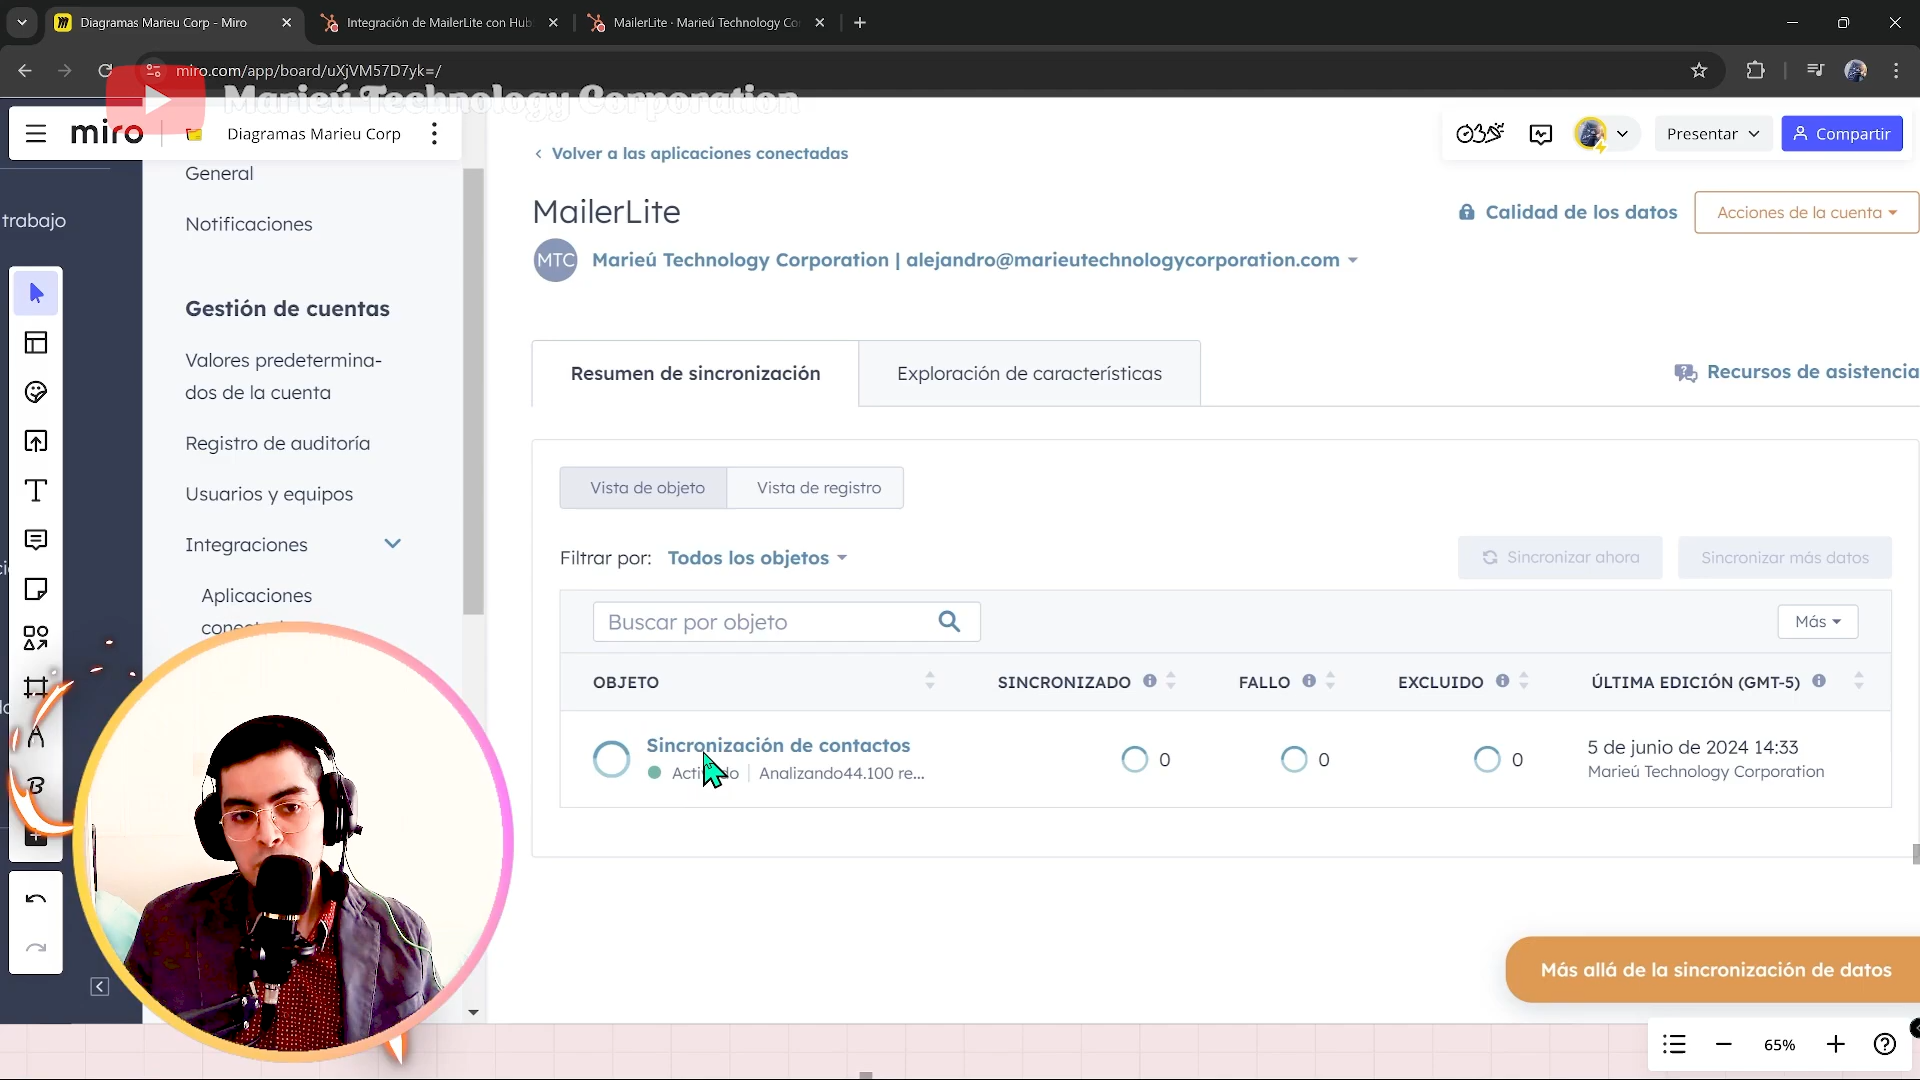 Diagramas Marieu Corp - Miro
Integración de MailerLite con Hub
MailerLite · Marieú Technology Co
miro.com/app/board/uXjVM57D7yk=/
Marieú Technology Corporation
miro
Diagramas Marieu Corp
Presentar
Compartir
trabajo
General
Notificaciones
Gestión de cuentas
Valores predetermina-
dos de la cuenta
Registro de auditoría
Usuarios y equipos
Integraciones
Aplicaciones
Volver a las aplicaciones conectadas
MailerLite
Calidad de los datos
Acciones de la cuenta
MTC
Marieú Technology Corporation | alejandro@marieutechnologycorporation.com
Resumen de sincronización
Exploración de características
Recursos de asistencia
Vista de objeto
Vista de registro
Filtrar por: Todos los objetos
Sincronizar ahora
Sincronizar más datos
Buscar por objeto
Más
OBJETO
SINCRONIZADO
FALLO
EXCLUIDO
ÚLTIMA EDICIÓN (GMT-5)
Sincronización de contactos
Analizando44.100 re...
0
0
0
5 de junio de 2024 14:33
Marieú Technology Corporation
Más allá de la sincronización de datos
65%